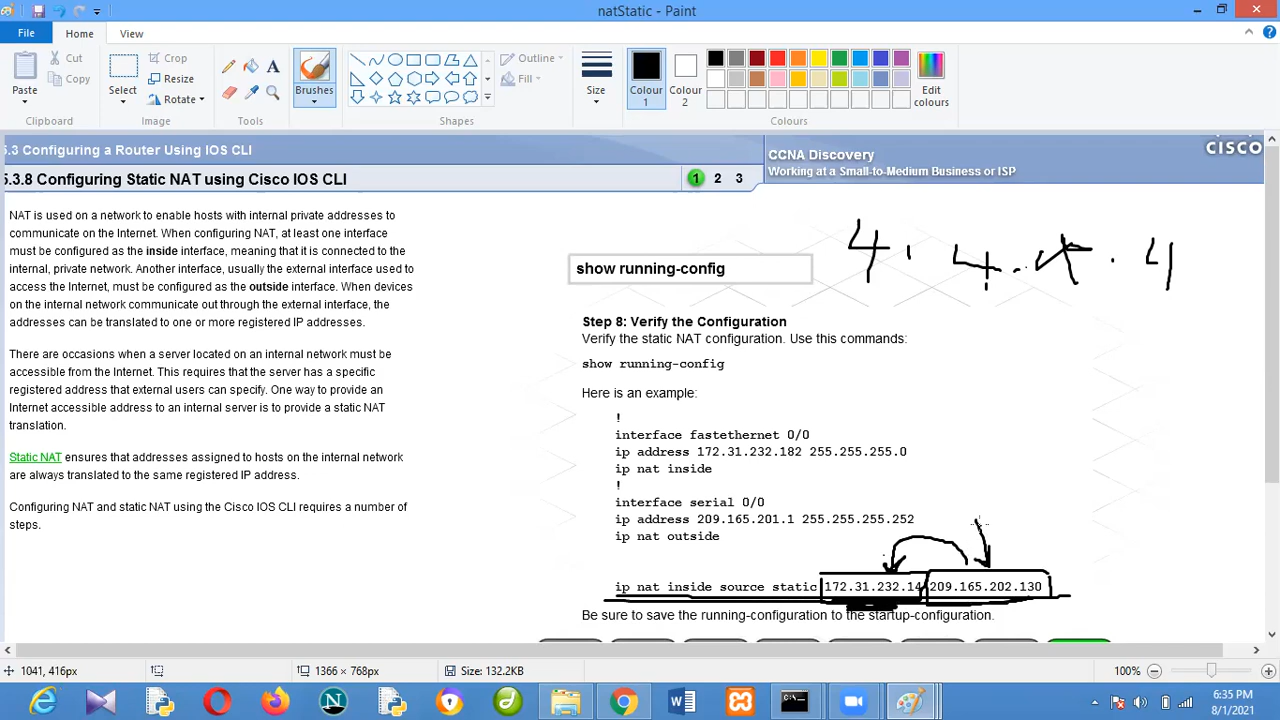 natStatic - Paint
File
Home
View
Paste
Cut
Copy
Clipboard
Select
Crop
Resize
Rotate
Image
Tools
Brushes
Shapes
Outline
Fill
Size
Colour 1
Colour 2
Edit colours
Colours
5.3 Configuring a Router Using IOS CLI
5.3.8 Configuring Static NAT using Cisco IOS CLI
1 2 3
CCNA Discovery
Working at a Small-to-Medium Business or ISP
CISCO
NAT is used on a network to enable hosts with internal private addresses to
communicate on the Internet. When configuring NAT, at least one interface
must be configured as the inside interface, meaning that it is connected to the
internal, private network. Another interface, usually the external interface used to
access the Internet, must be configured as the outside interface. When devices
on the internal network communicate out through the external interface, the
addresses can be translated to one or more registered IP addresses.
There are occasions when a server located on an internal network must be
accessible from the Internet. This requires that the server has a specific
registered address that external users can specify. One way to provide an
Internet accessible address to an internal server is to provide a static NAT
translation.
Static NAT ensures that addresses assigned to hosts on the internal network
are always translated to the same registered IP address.
Configuring NAT and static NAT using the Cisco IOS CLI requires a number of
steps.
4 . 4 . 4 . 4
show running-config
Step 8: Verify the Configuration
Verify the static NAT configuration. Use this commands:
show running-config
Here is an example:
!
interface fastethernet 0/0
ip address 172.31.232.182 255.255.255.0
ip nat inside
!
interface serial 0/0
ip address 209.165.201.1 255.255.255.252
ip nat outside
ip nat inside source static 172.31.232.14 209.165.202.130
Be sure to save the running-configuration to the startup-configuration.
1041, 416px
1366 × 768px
Size: 132.2KB
100%
6:35 PM
8/1/2021